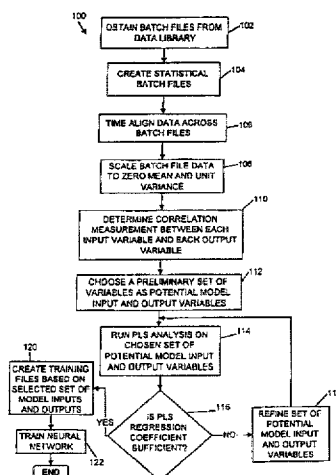 100
OBTAIN BATCH FILES FROM
DATA LIBRARY
102
CREATE STATISTICAL
BATCH FILES
104
TIME ALIGN DATA ACROSS
BATCH FILES
106
SCALE BATCH FILE DATA
TO ZERO MEAN AND UNIT
VARIANCE
108
110
DETERMINE CORRELATION
MEASUREMENT BETWEEN EACH
INPUT VARIABLE AND EACH OUTPUT
VARIABLE
CHOOSE A PRELIMINARY SET OF
VARIABLES AS POTENTIAL MODEL
INPUT AND OUTPUT VARIABLES
112
RUN PLS ANALYSIS ON
CHOSEN SET OF
POTENTIAL MODEL INPUT
AND OUTPUT VARIABLES
114
120
CREATE TRAINING
FILES BASED ON
SELECTED SET OF
MODEL INPUTS
AND OUTPUTS
116
IS PLS
REGRESSION
COEFFICIENT
SUFFICIENT?
YES
NO
REFINE SET OF
POTENTIAL
MODEL INPUT
AND OUTPUT
VARIABLES
TRAIN NEURAL
NETWORK
122
END